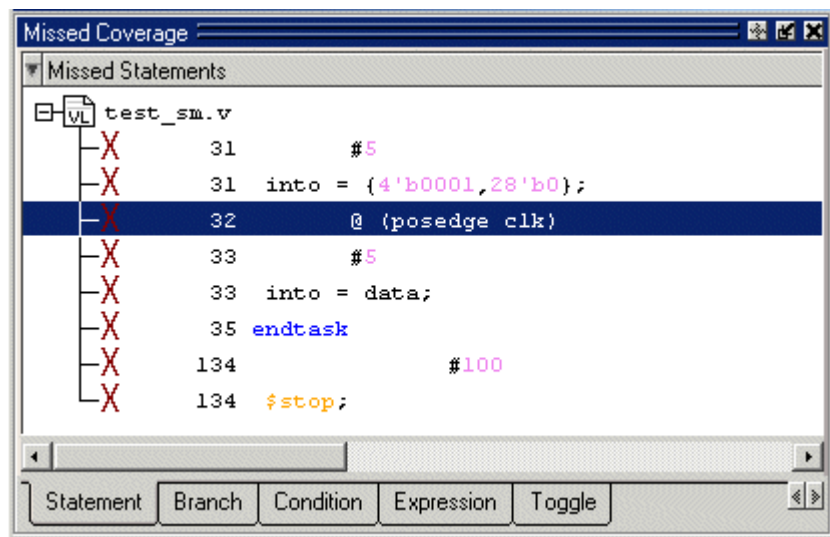 Missed Coverage
Missed Statements
VL test_sm.v
X 31 #5
X 31 into = {4'b0001,28'b0};
X 32 @ (posedge clk)
X 33 #5
X 33 into = data;
X 35 endtask
X 134 #100
X 134 $stop;
Statement Branch Condition Expression Toggle